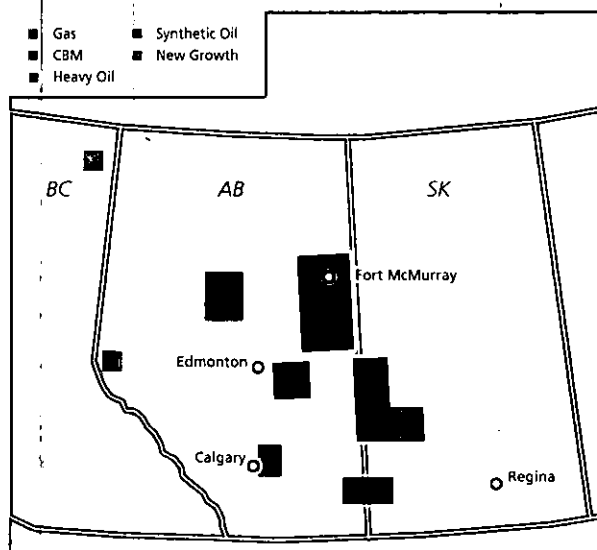 Gas
CBM
Heavy Oil
Synthetic Oil
New Growth
BC
AB
SK
Fort McMurray
Edmonton
Calgary
Regina